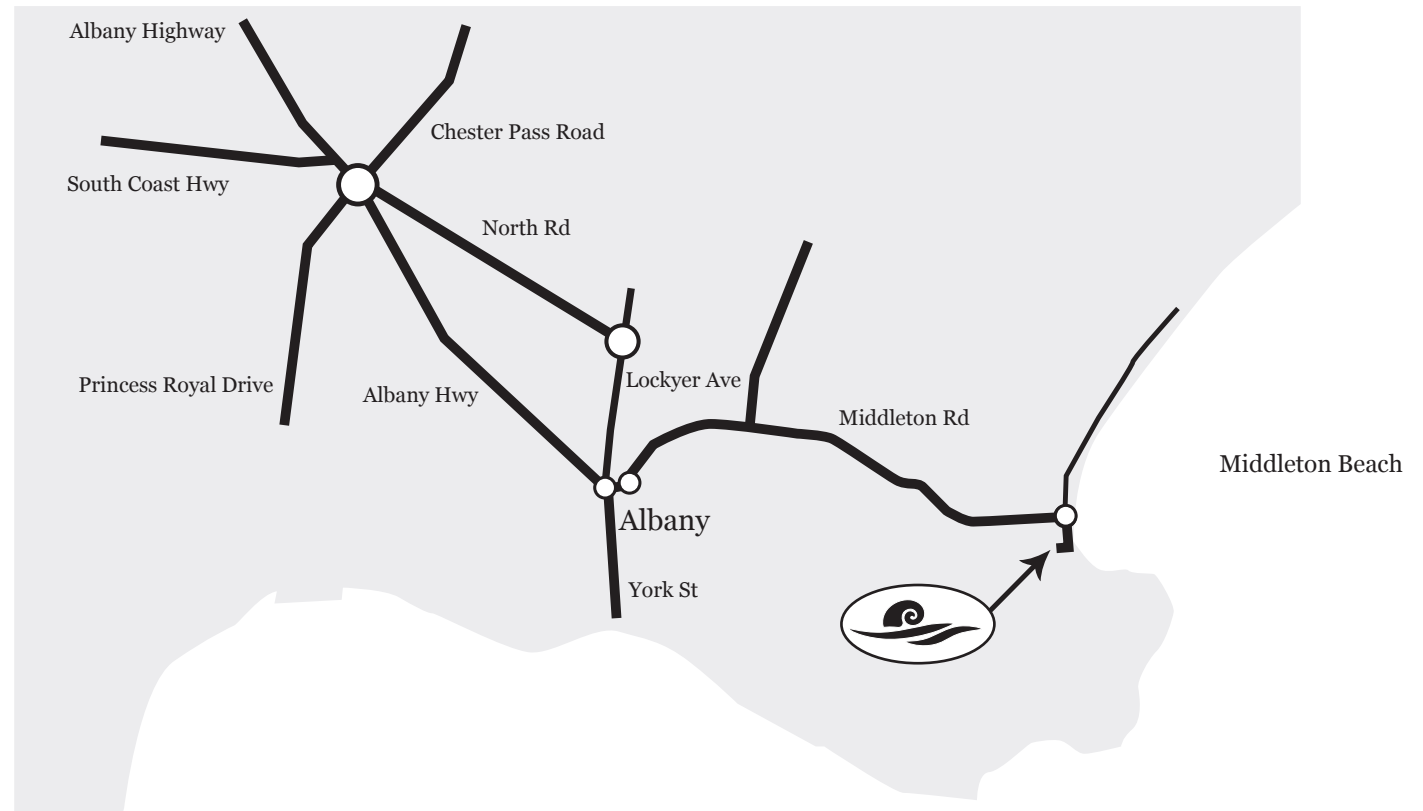 Albany Highway
Chester Pass Road
South Coast Hwy
North Rd
Princess Royal Drive
Albany Hwy
Lockyer Ave
Middleton Rd
Middleton Beach
Albany
York St